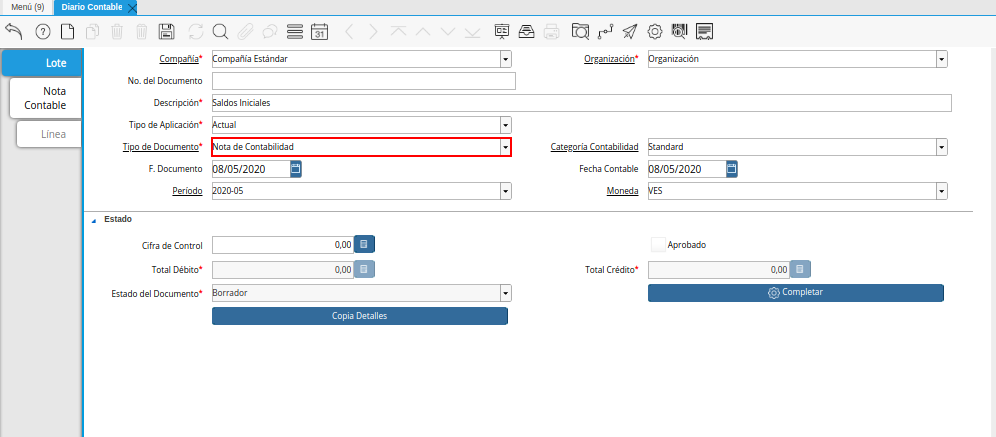 Menú (9) Diario Contable
31
Lote
Nota
Contable
Línea
Compañía* Compañía Estándar Organización* Organización
No. del Documento
Descripción* Saldos Iniciales
Tipo de Aplicación* Actual
Tipo de Documento* Nota de Contabilidad Categoría Contabilidad Standard
F. Documento 08/05/2020 Fecha Contable 08/05/2020
Período 2020-05 Moneda VES
Estado
Cifra de Control 0,00 Aprobado
Total Débito* 0,00 Total Crédito* 0,00
Estado del Documento* Borrador Completar
Copia Detalles